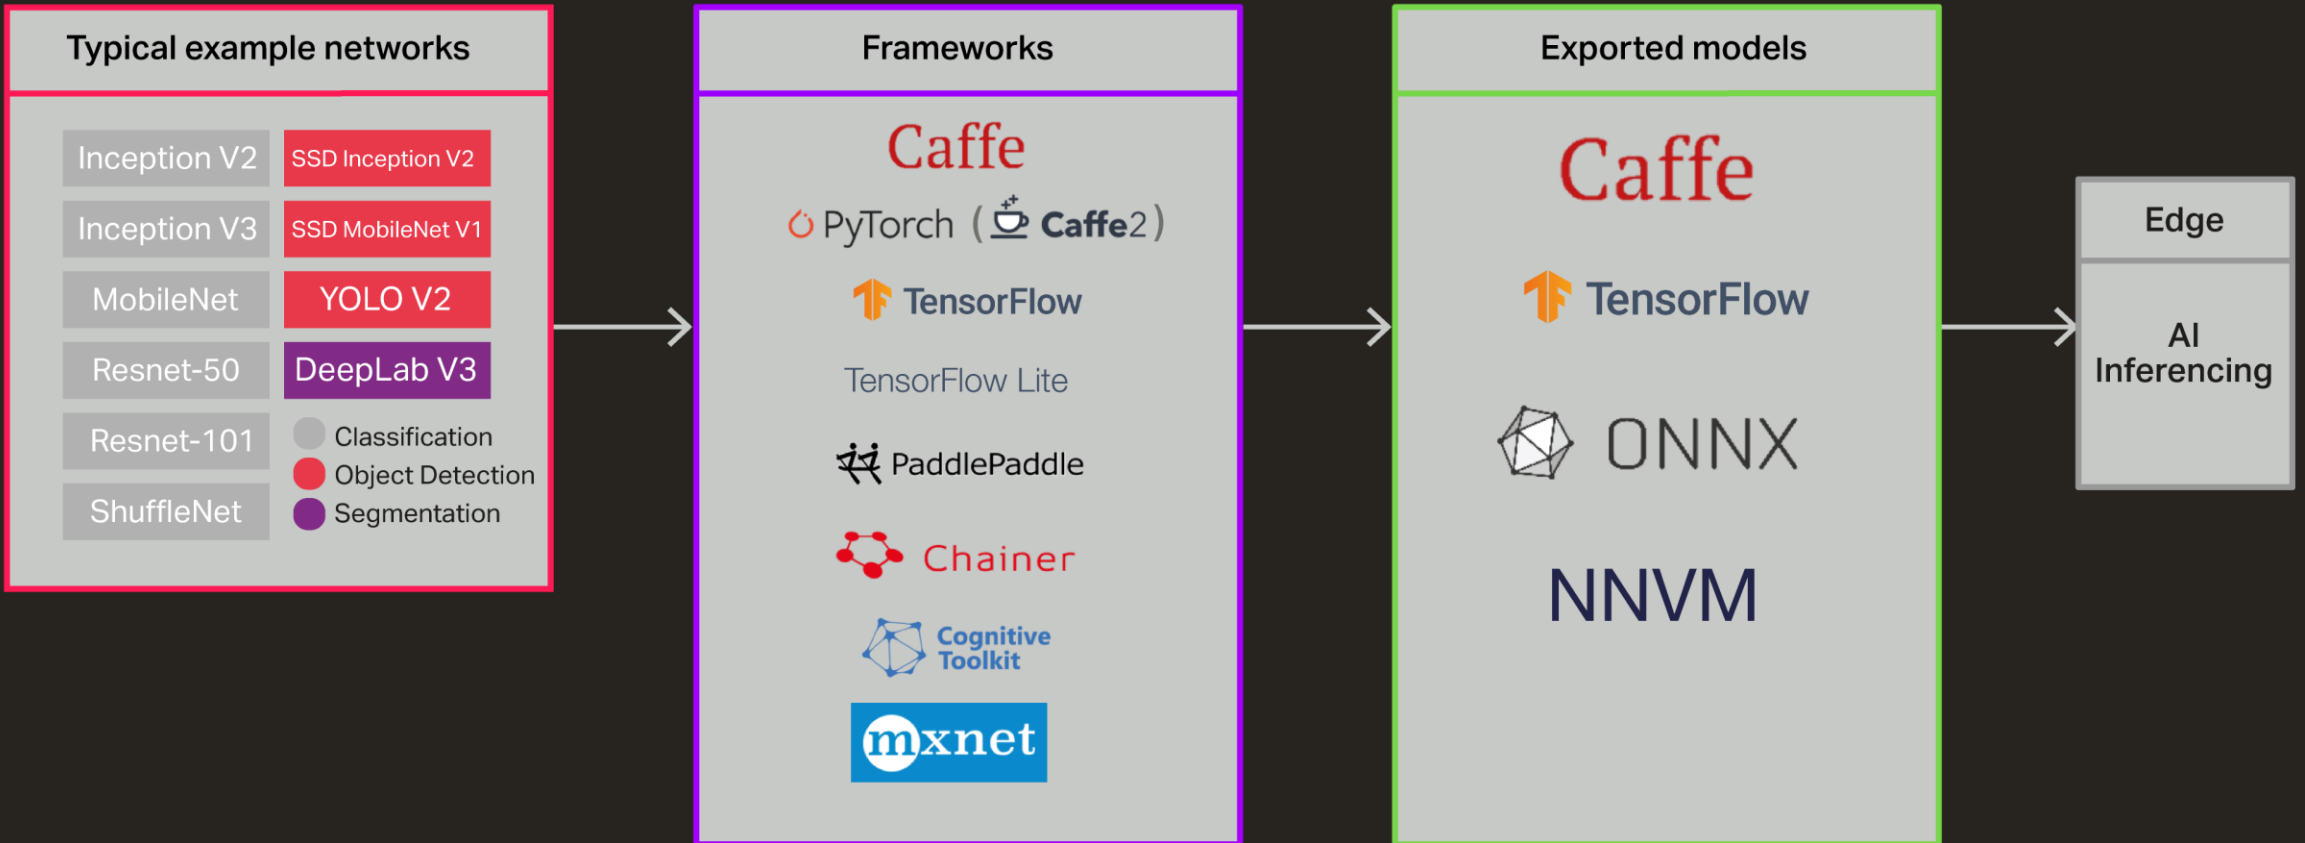 Typical example networks
Inception V2
SSD Inception V2
Inception V3
SSD MobileNet V1
MobileNet
YOLO V2
Resnet-50
DeepLab V3
Resnet-101
ShuffleNet
Classification
Object Detection
Segmentation
Frameworks
Caffe
PyTorch (Caffe2)
TensorFlow
TensorFlow Lite
PaddlePaddle
Chainer
Cognitive
Toolkit
mxnet
Exported models
Caffe
TensorFlow
ONNX
NNVM
Edge
AI
Inferencing